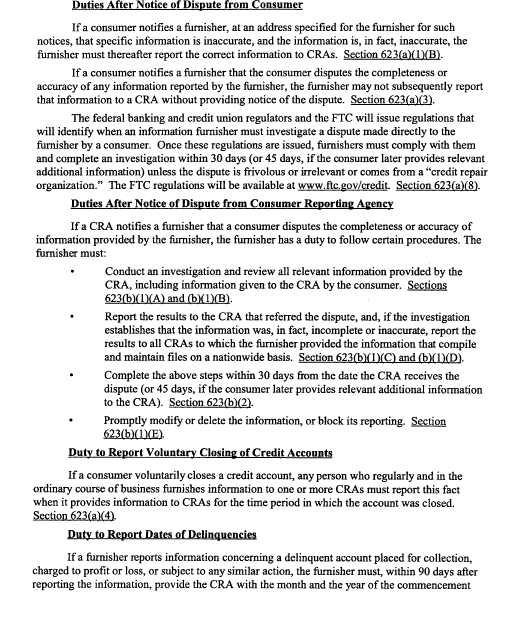 Duties After Notice of Dispute from Consumer
If a consumer notifies a furnisher, at an address specified for the furnisher for such
notices, that specific information is inaccurate, and the information is, in fact, inaccurate, the
furnisher must thereafter report the correct information to CRAs. Section 623(a)(1)(B).
If a consumer notifies a furnisher that the consumer disputes the completeness or
accuracy of any information reported by the furnisher, the furnisher may not subsequently report
that information to a CRA without providing notice of the dispute. Section 623(a)(3).
The federal banking and credit union regulators and the FTC will issue regulations that
will identify when an information furnisher must investigate a dispute made directly to the
furnisher by a consumer. Once these regulations are issued, furnishers must comply with them
and complete an investigation within 30 days (or 45 days, if the consumer later provides relevant
additional information) unless the dispute is frivolous or irrelevant or comes from a “credit repair
organization.” The FTC regulations will be available at www.ftc.gov/credit. Section 623(a)(8).
Duties After Notice of Dispute from Consumer Reporting Agency
If a CRA notifies a furnisher that a consumer disputes the completeness or accuracy of
information provided by the furnisher, the furnisher has a duty to follow certain procedures. The
furnisher must:
• Conduct an investigation and review all relevant information provided by the
CRA, including information given to the CRA by the consumer. Sections
623(b)(1)(A) and (b)(1)(B).
• Report the results to the CRA that referred the dispute, and, if the investigation
establishes that the information was, in fact, incomplete or inaccurate, report the
results to all CRAs to which the furnisher provided the information that compile
and maintain files on a nationwide basis. Section 623(b)(1)(C) and (b)(1)(D).
• Complete the above steps within 30 days from the date the CRA receives the
dispute (or 45 days, if the consumer later provides relevant additional information
to the CRA). Section 623(b)(2).
• Promptly modify or delete the information, or block its reporting. Section
623(b)(1)(E).
Duty to Report Voluntary Closing of Credit Accounts
If a consumer voluntarily closes a credit account, any person who regularly and in the
ordinary course of business furnishes information to one or more CRAs must report this fact
when it provides information to CRAs for the time period in which the account was closed.
Section 623(a)(4).
Duty to Report Dates of Delinquencies
If a furnisher reports information concerning a delinquent account placed for collection,
charged to profit or loss, or subject to any similar action, the furnisher must, within 90 days after
reporting the information, provide the CRA with the month and the year of the commencement